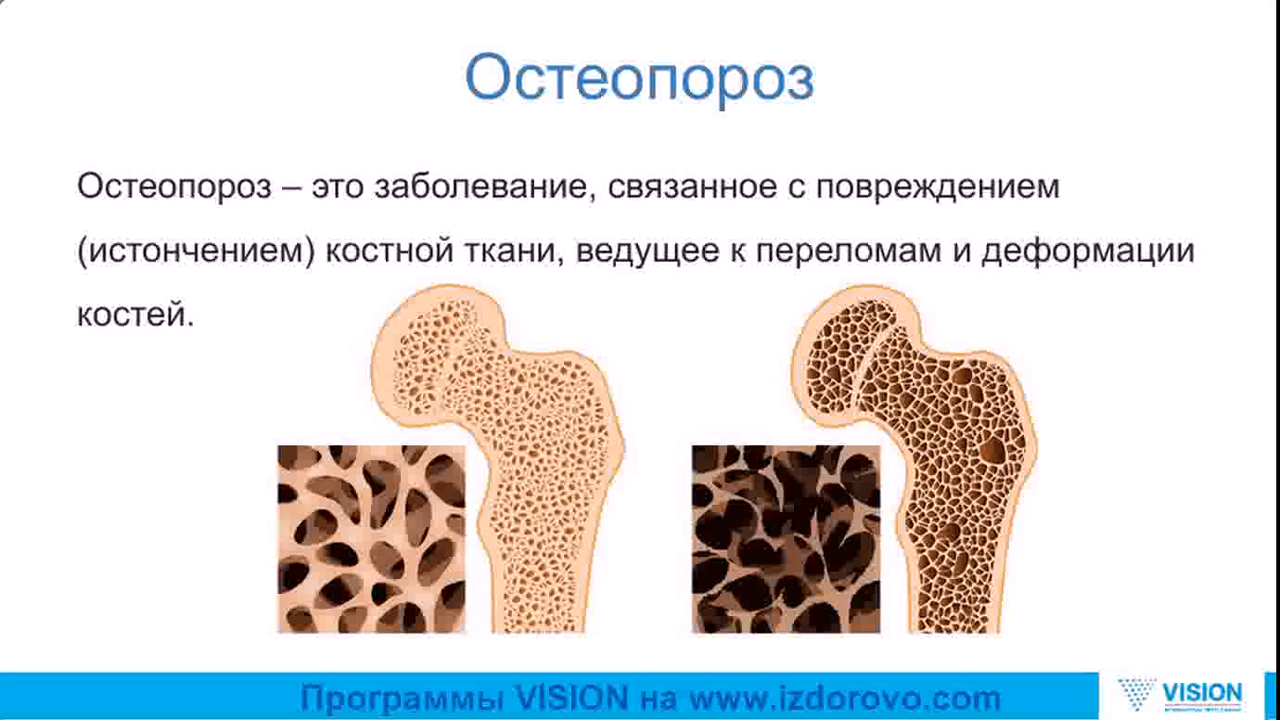 Остеопороз
Остеопороз – это заболевание, связанное с повреждением
(истончением) костной ткани, ведущее к переломам и деформации
костей.
Программы VISION на www.izdorovo.com
VISION